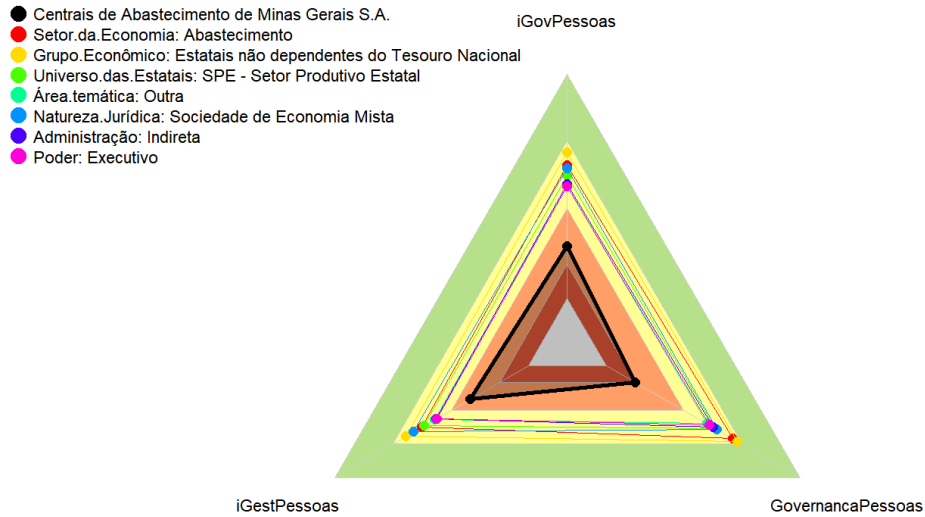 Centrais de Abastecimento de Minas Gerais S.A.
Setor.da.Economia: Abastecimento
Grupo.Econômico: Estatais não dependentes do Tesouro Nacional
Universo.das.Estatais: SPE - Setor Produtivo Estatal
Área.temática: Outra
Natureza.Jurídica: Sociedade de Economia Mista
Administração: Indireta
Poder: Executivo
iGovPessoas
iGestPessoas
GovernancaPessoas